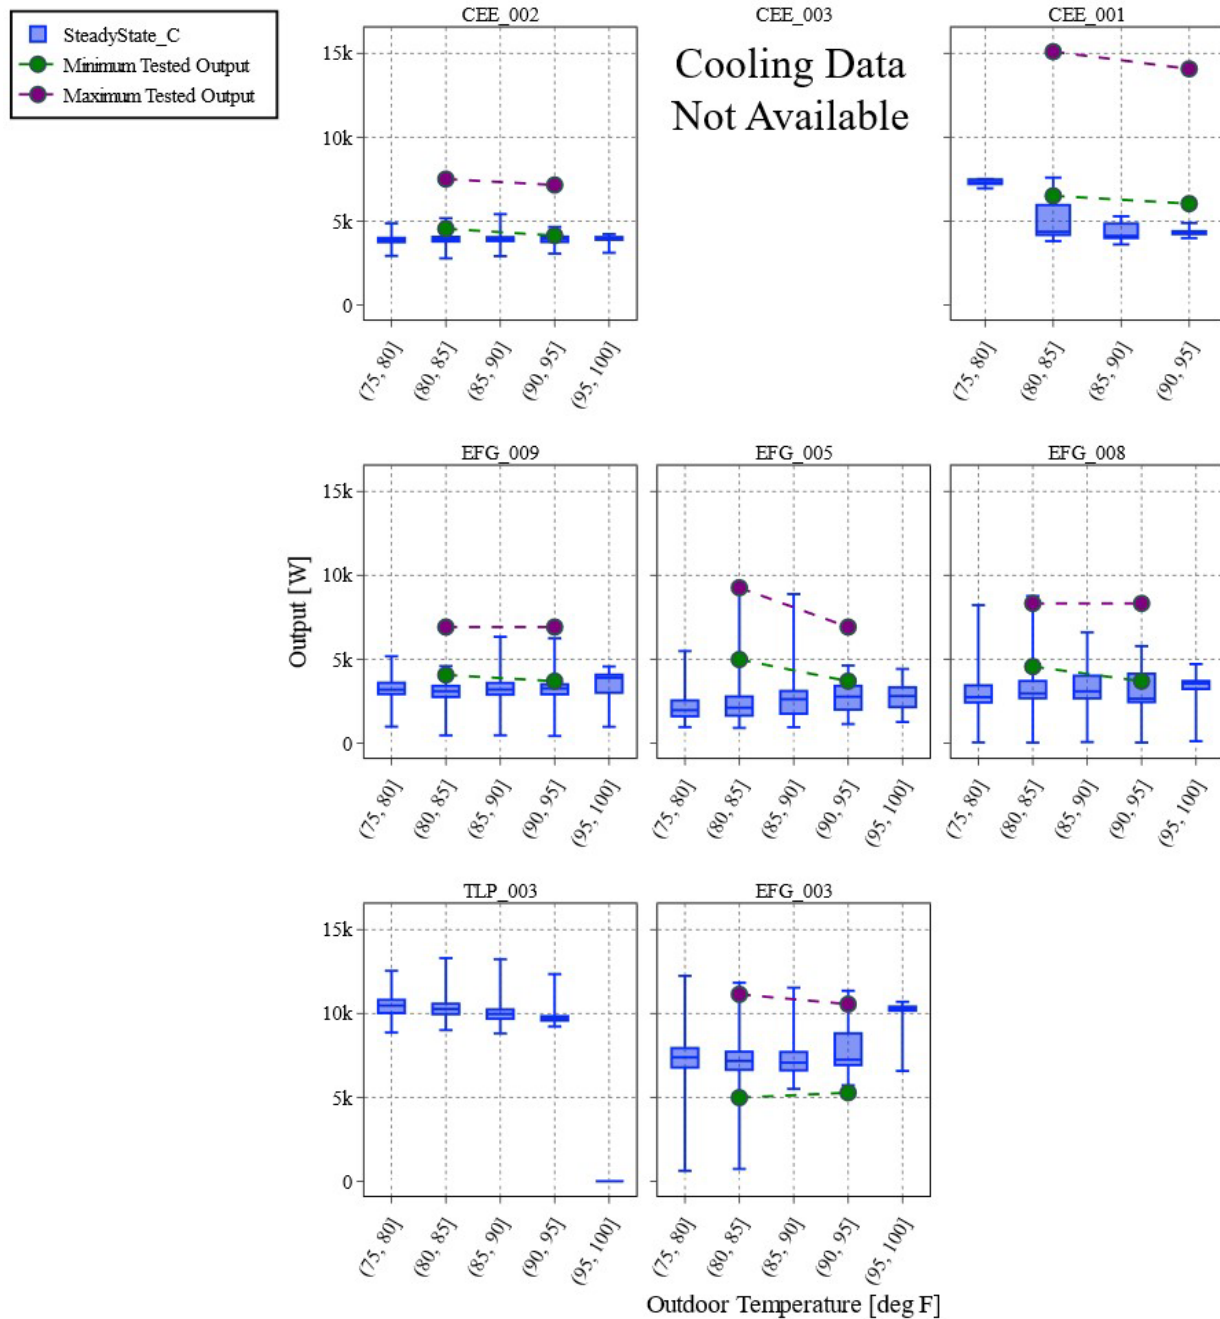 SteadyState_C
Minimum Tested Output
Maximum Tested Output
CEE_002
CEE_003
CEE_001
Cooling Data
Not Available
15k
10k
5k
0
(75, 80]
(80, 85]
(85, 90]
(90, 95]
(95, 100]
(75, 80]
(80, 85]
(85, 90]
(90, 95]
EFG_009
EFG_005
EFG_008
Output [W]
15k
10k
5k
0
(75, 80]
(80, 85]
(85, 90]
(90, 95]
(95, 100]
(75, 80]
(80, 85]
(85, 90]
(90, 95]
(95, 100]
(75, 80]
(80, 85]
(85, 90]
(90, 95]
(95, 100]
TLP_003
EFG_003
15k
10k
5k
0
(75, 80]
(80, 85]
(85, 90]
(90, 95]
(95, 100]
(75, 80]
(80, 85]
(85, 90]
(90, 95]
(95, 100]
Outdoor Temperature [deg F]